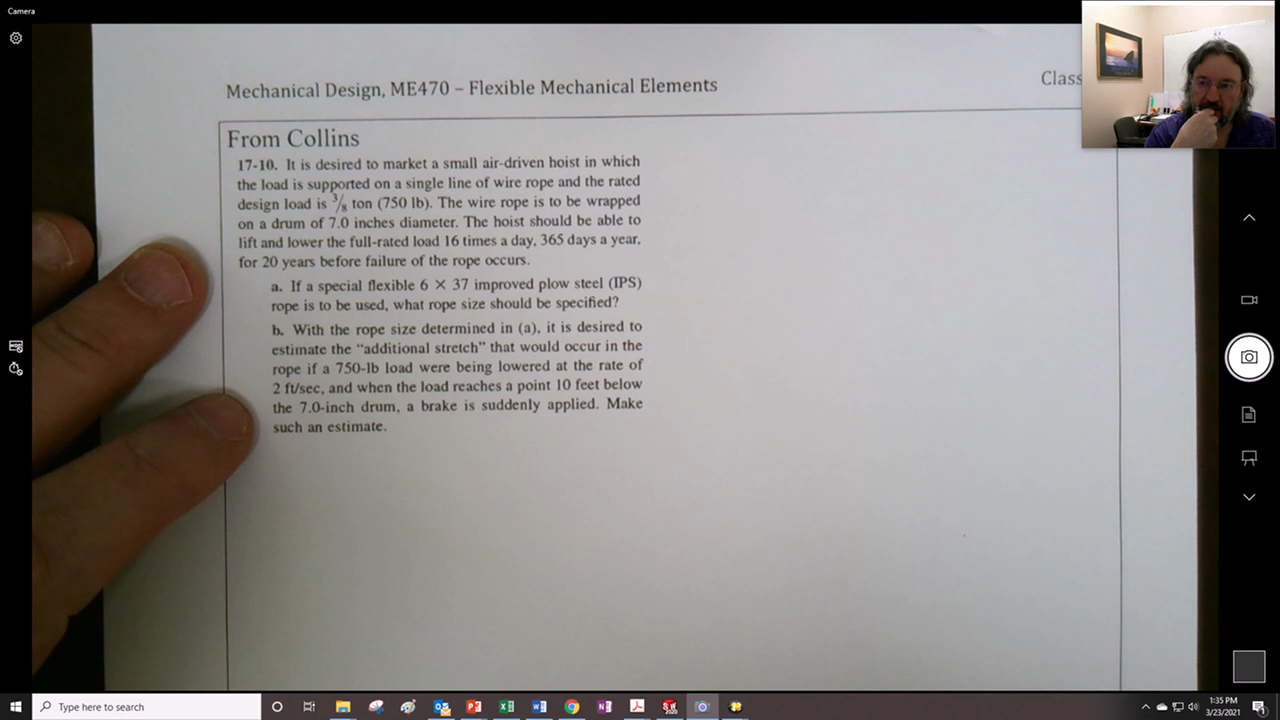 Camera
Mechanical Design, ME470 – Flexible Mechanical Elements
Class
From Collins
17-10. It is desired to market a small air-driven hoist in which
the load is supported on a single line of wire rope and the rated
design load is 3/8 ton (750 lb). The wire rope is to be wrapped
on a drum of 7.0 inches diameter. The hoist should be able to
lift and lower the full-rated load 16 times a day, 365 days a year,
for 20 years before failure of the rope occurs.
a. If a special flexible 6 × 37 improved plow steel (IPS)
rope is to be used, what rope size should be specified?
b. With the rope size determined in (a), it is desired to
estimate the “additional stretch” that would occur in the
rope if a 750-lb load were being lowered at the rate of
2 ft/sec, and when the load reaches a point 10 feet below
the 7.0-inch drum, a brake is suddenly applied. Make
such an estimate.
Type here to search
1:35 PM
3/23/2021